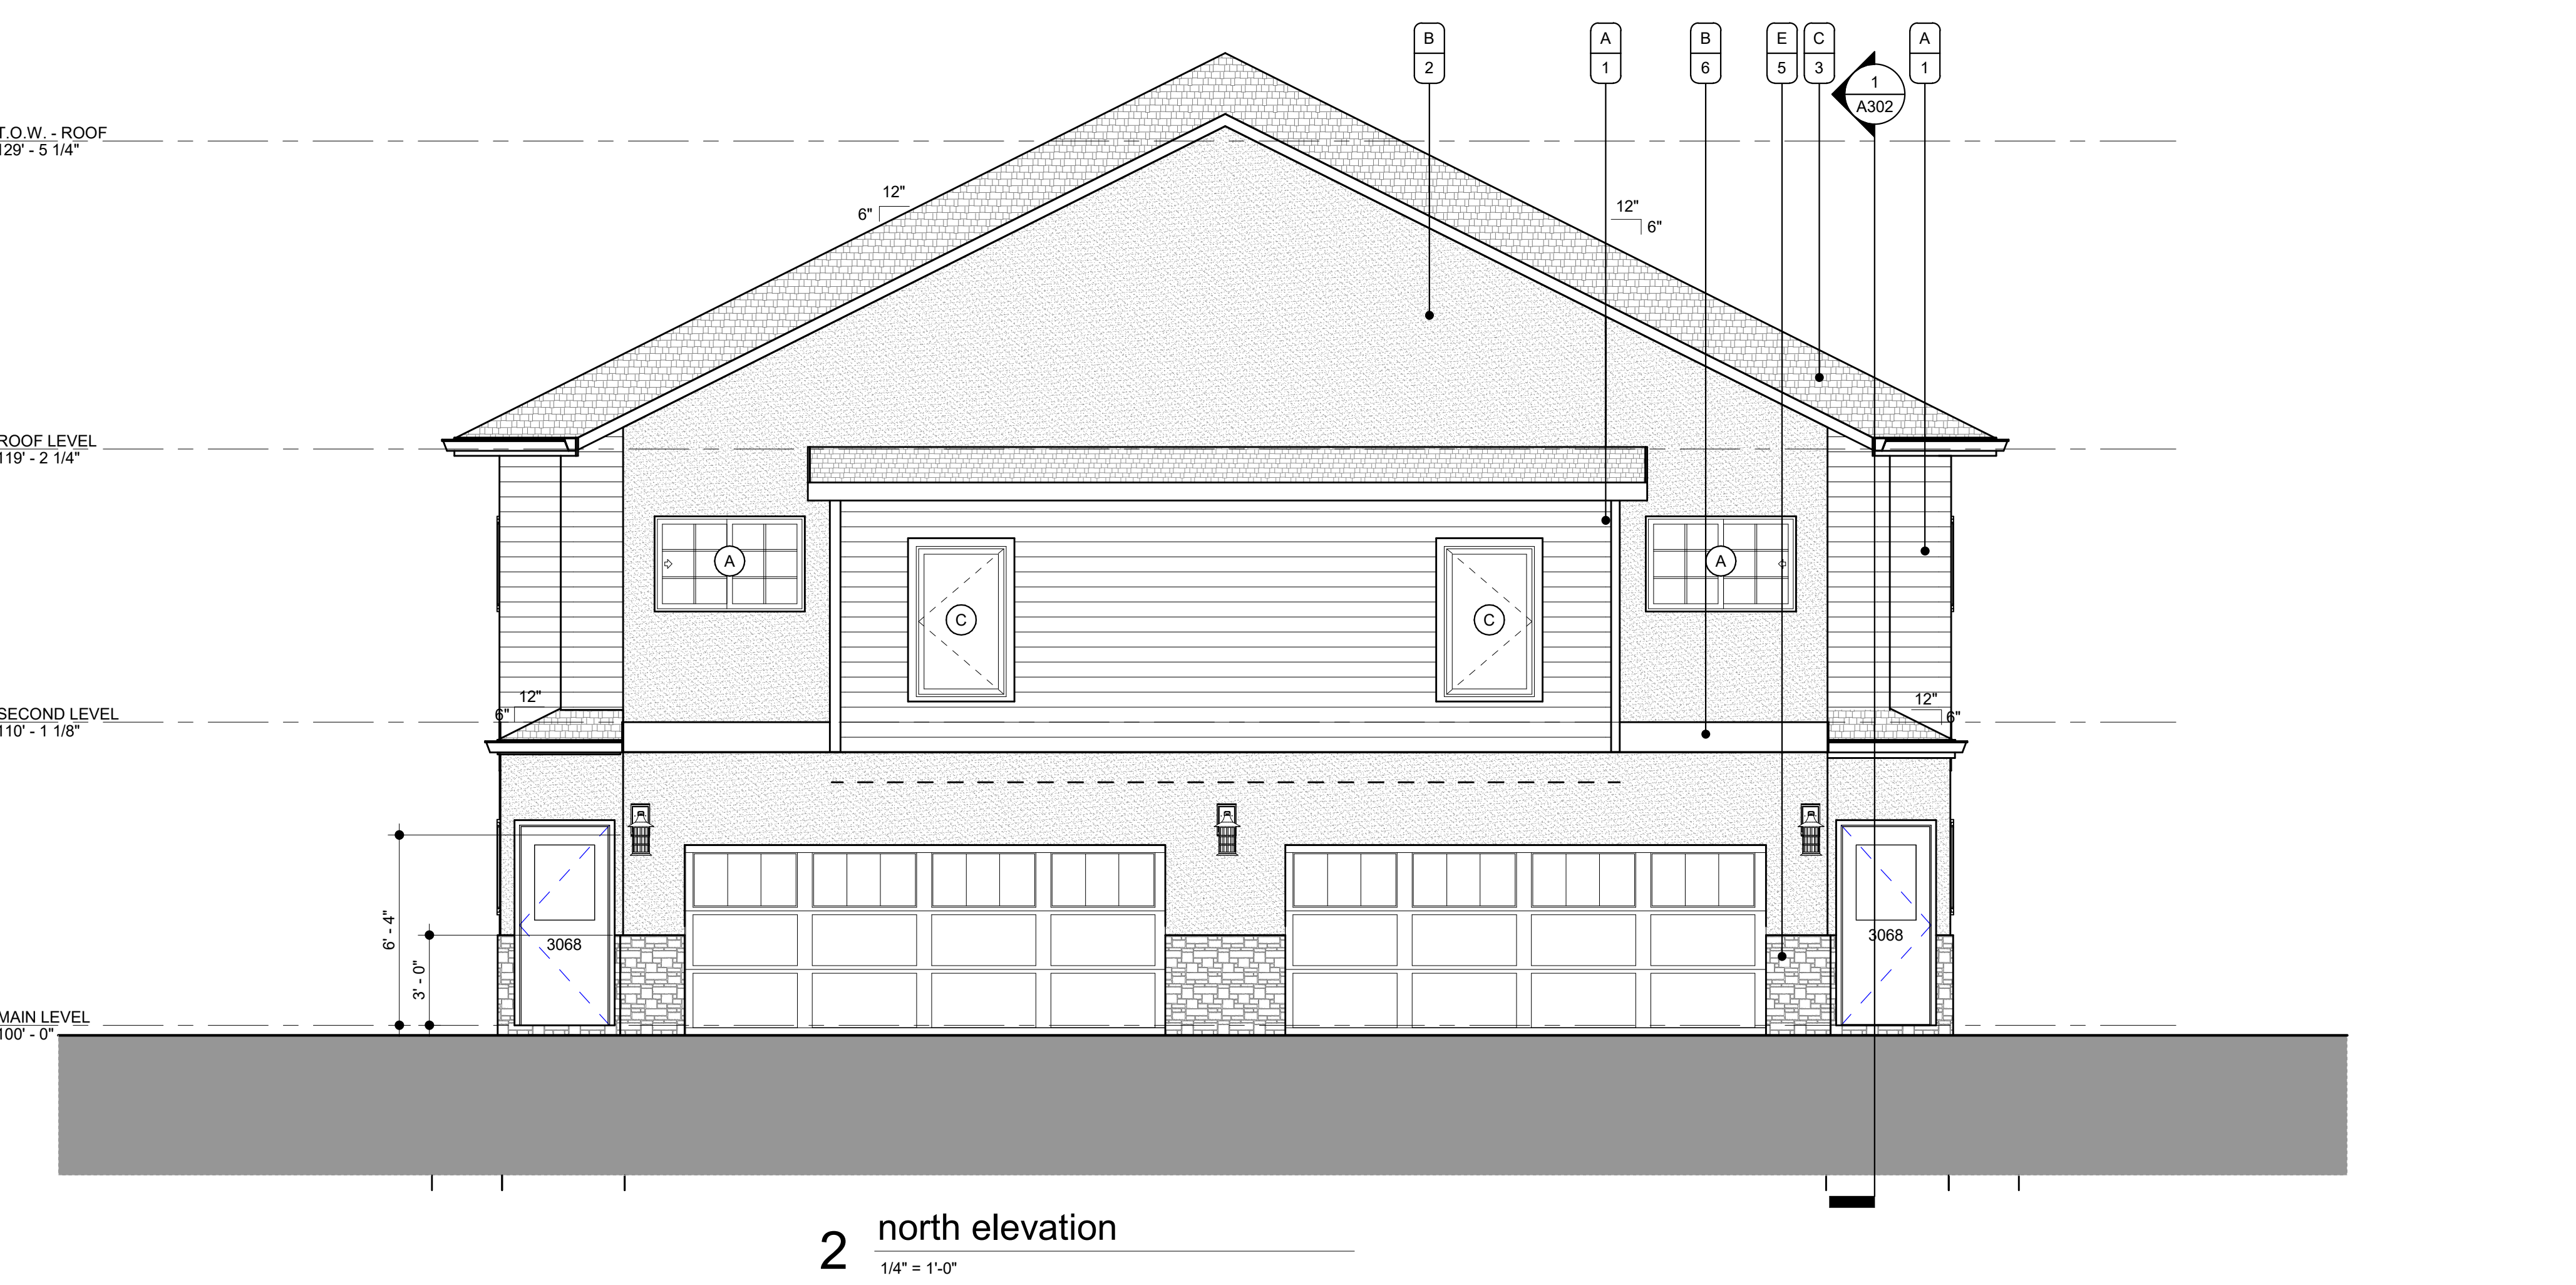 B
2
A
1
B
6
E
5
C
3
1
A302
A
1
T.O.W. - ROOF
129' - 5 1/4"
12"
6"
12"
6"
ROOF LEVEL
119' - 2 1/4"
A
A
C
C
12"
6"
12"
6"
SECOND LEVEL
110' - 1 1/8"
6' - 4"
3' - 0"
3068
3068
MAIN LEVEL
100' - 0"
2
north elevation
1/4" = 1'-0"